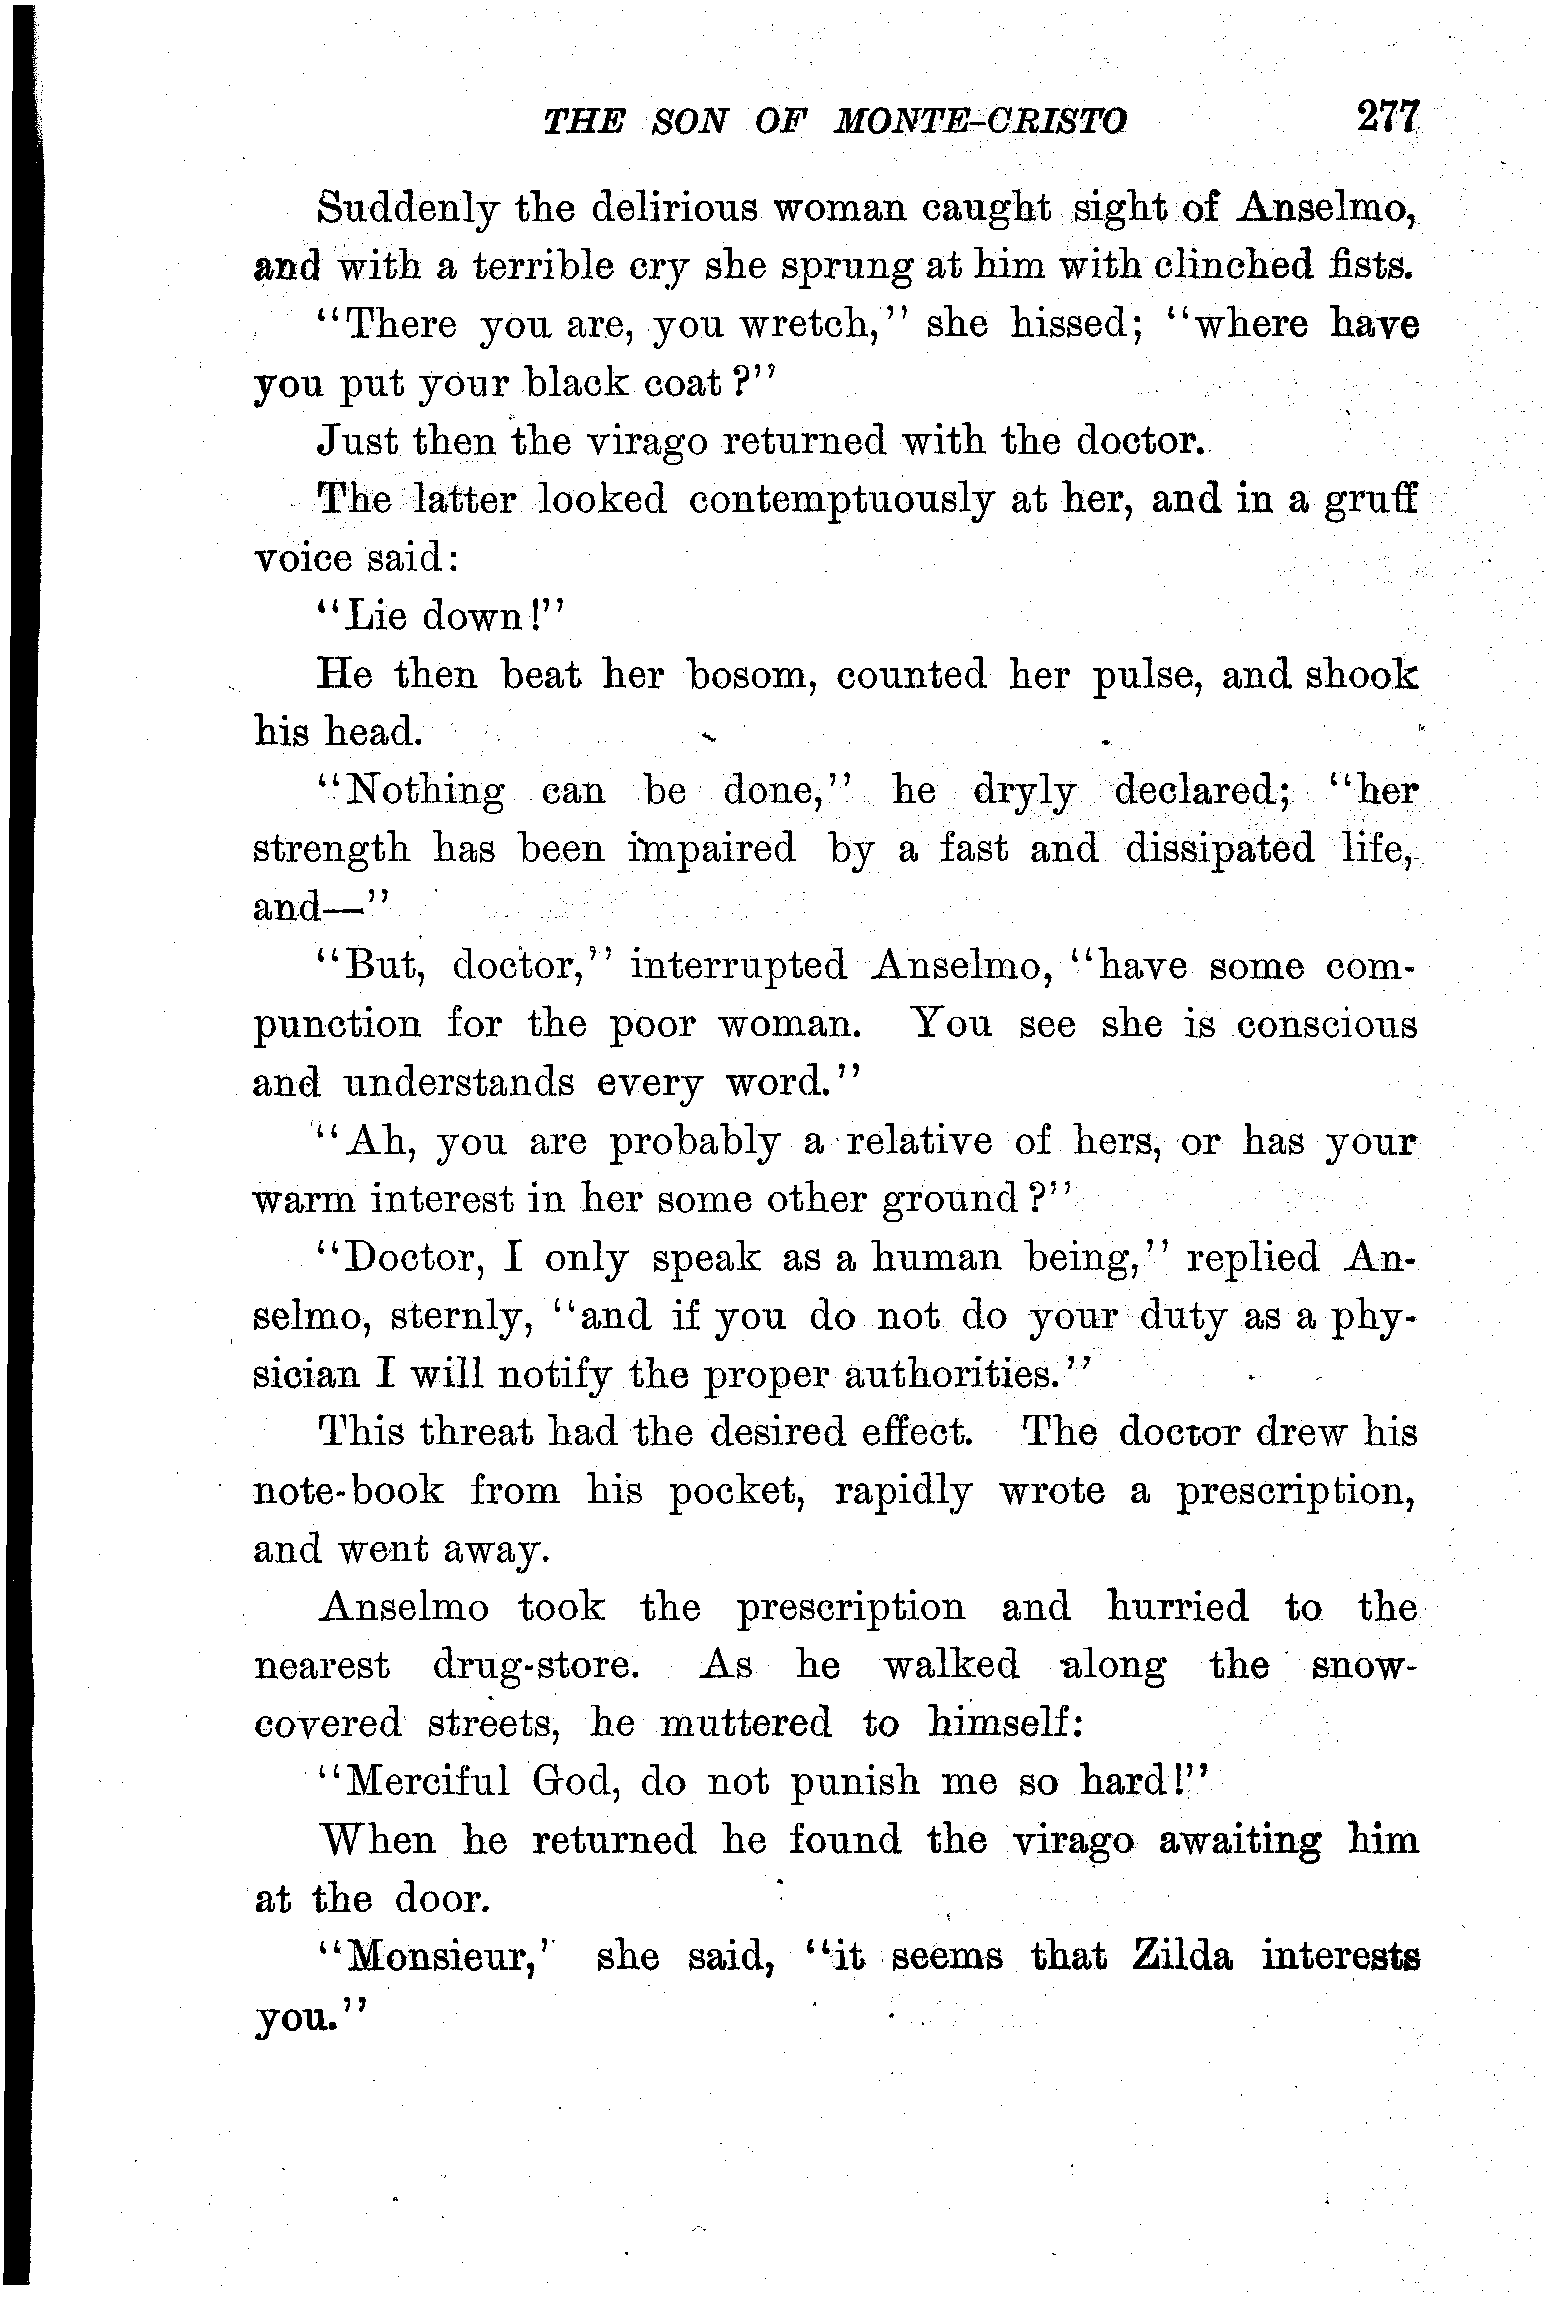 THE SON OF MONTE-CRISTO 277
Suddenly the delirious woman caught sight of Anselmo,
and with a terrible cry she sprung at him with clinched fists.
"There you are, you wretch," she hissed; "where have
you put your black coat?"
Just then the virago returned with the doctor.
The latter looked contemptuously at her, and in a gruff
voice said:
"Lie down!"
He then beat her bosom, counted her pulse, and shook
his head.
"Nothing can be done," he dryly declared; "her
strength has been impaired by a fast and dissipated life,
and—"
"But, doctor," interrupted Anselmo, "have some com-
punction for the poor woman. You see she is conscious
and understands every word."
"Ah, you are probably a relative of hers, or has your
warm interest in her some other ground?"
"Doctor, I only speak as a human being," replied An-
selmo, sternly, "and if you do not do your duty as a phy-
sician I will notify the proper authorities."
This threat had the desired effect. The doctor drew his
note-book from his pocket, rapidly wrote a prescription,
and went away.
Anselmo took the prescription and hurried to the
nearest drug-store. As he walked along the snow-
covered streets, he muttered to himself:
"Merciful God, do not punish me so hard!"
When he returned he found the virago awaiting him
at the door.
"Monsieur,' she said, "it seems that Zilda interests
you."